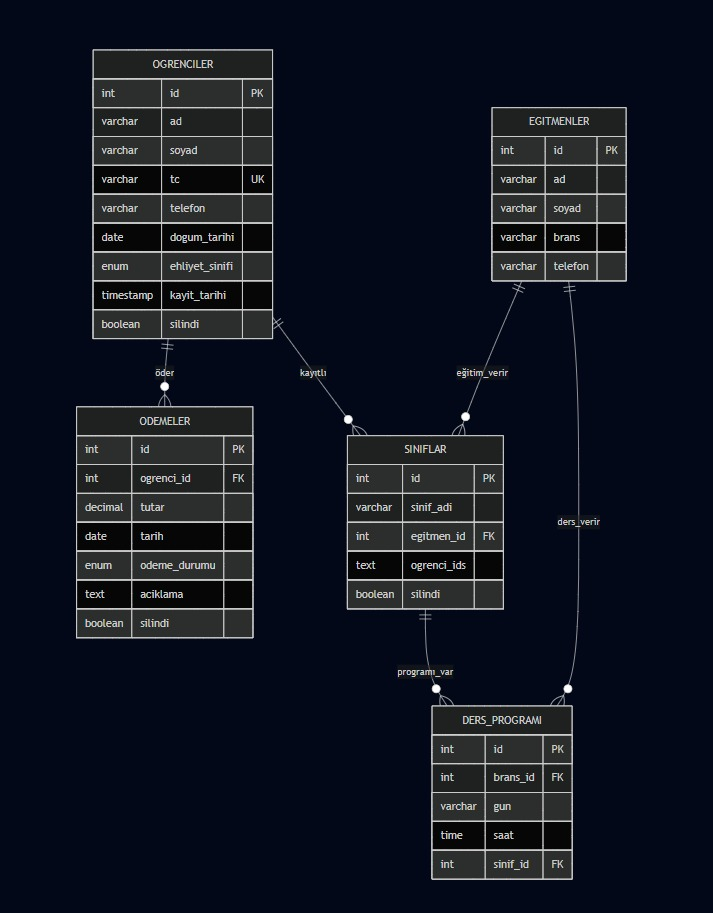 OGRENCILER
int id PK
varchar ad
varchar soyad
varchar tc UK
varchar telefon
date dogum_tarihi
enum ehliyet_sinifi
timestamp kayit_tarihi
boolean silindi
EGITMENLER
int id PK
varchar ad
varchar soyad
varchar brans
varchar telefon
öder
kayıtlı
eğitim_verir
ODEMELER
int id PK
int ogrenci_id FK
decimal tutar
date tarih
enum odeme_durumu
text aciklama
boolean silindi
SINIFLAR
int id PK
varchar sinif_adi
int egitmen_id FK
text ogrenci_ids
boolean silindi
ders_verir
programı_var
DERS_PROGRAMI
int id PK
int brans_id FK
varchar gun
time saat
int sinif_id FK